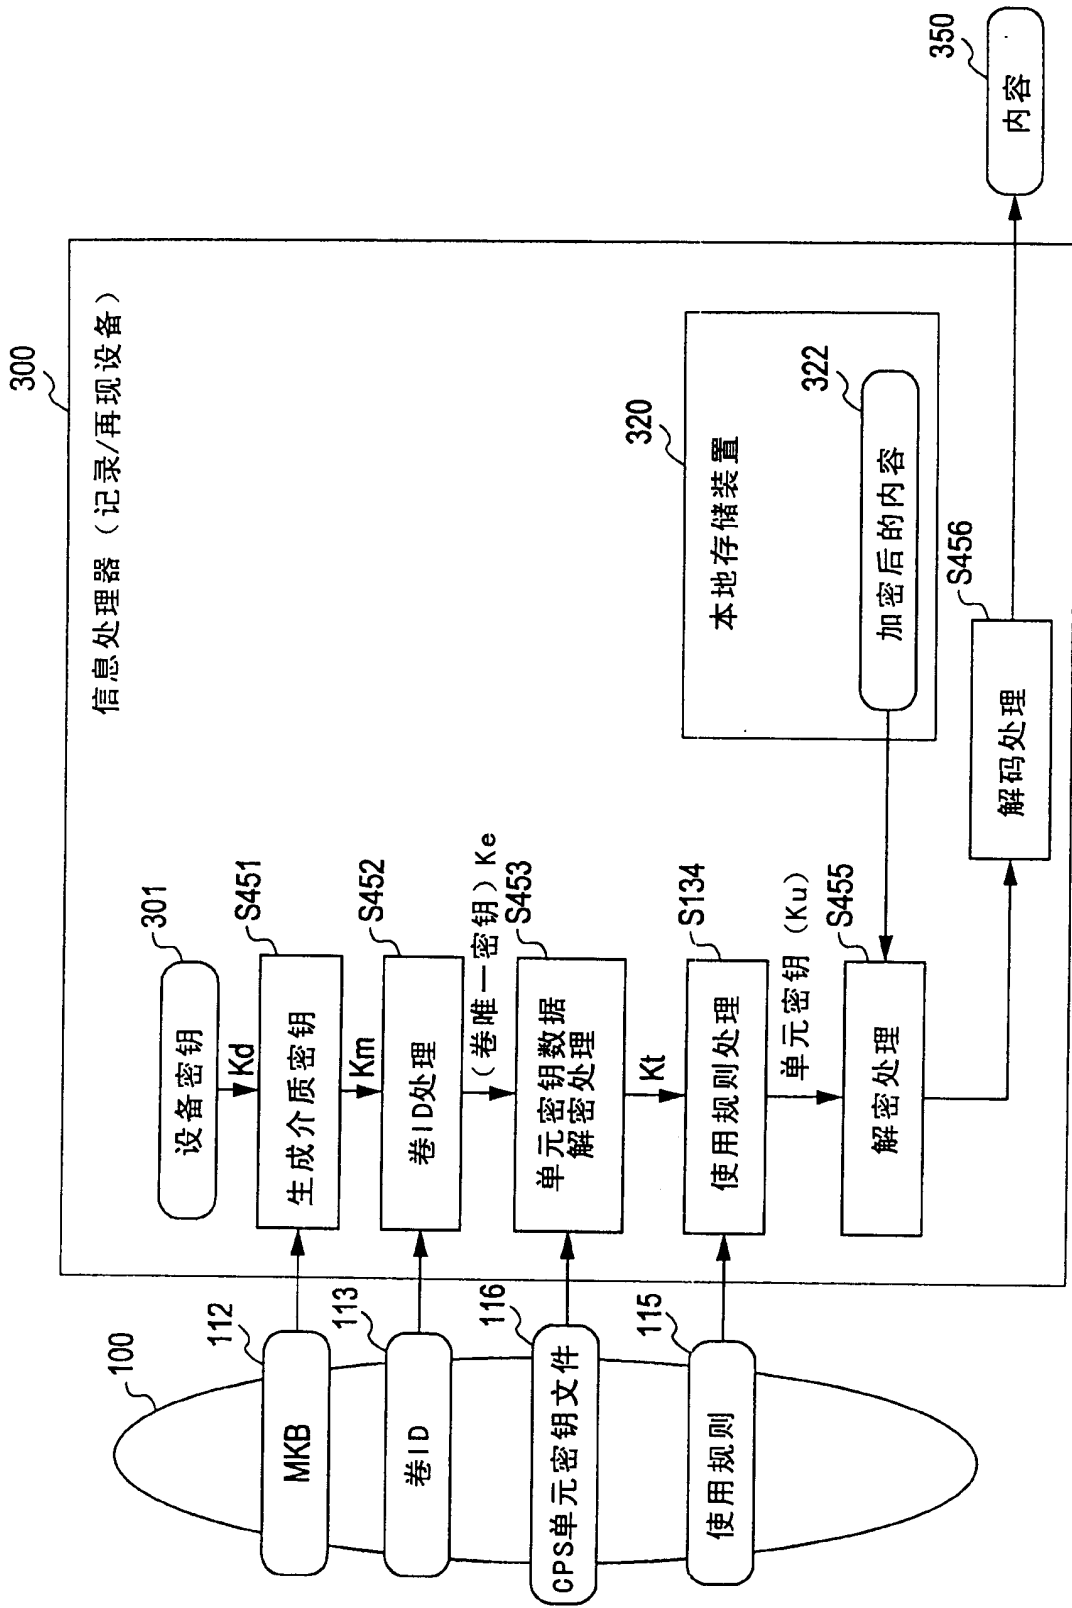 300
信息处理器（记录/再现设备）
100
112
MKB
113
卷ID
116
CPS单元密钥文件
115
使用规则
301
设备密钥
Kd
S451
生成介质密钥
Km
S452
卷ID处理
（卷唯一密钥）Ke
S453
单元密钥数据
解密处理
Kt
S134
使用规则处理
单元密钥（Ku）
S455
解密处理
320
本地存储装置
322
加密后的内容
S456
解码处理
350
内容